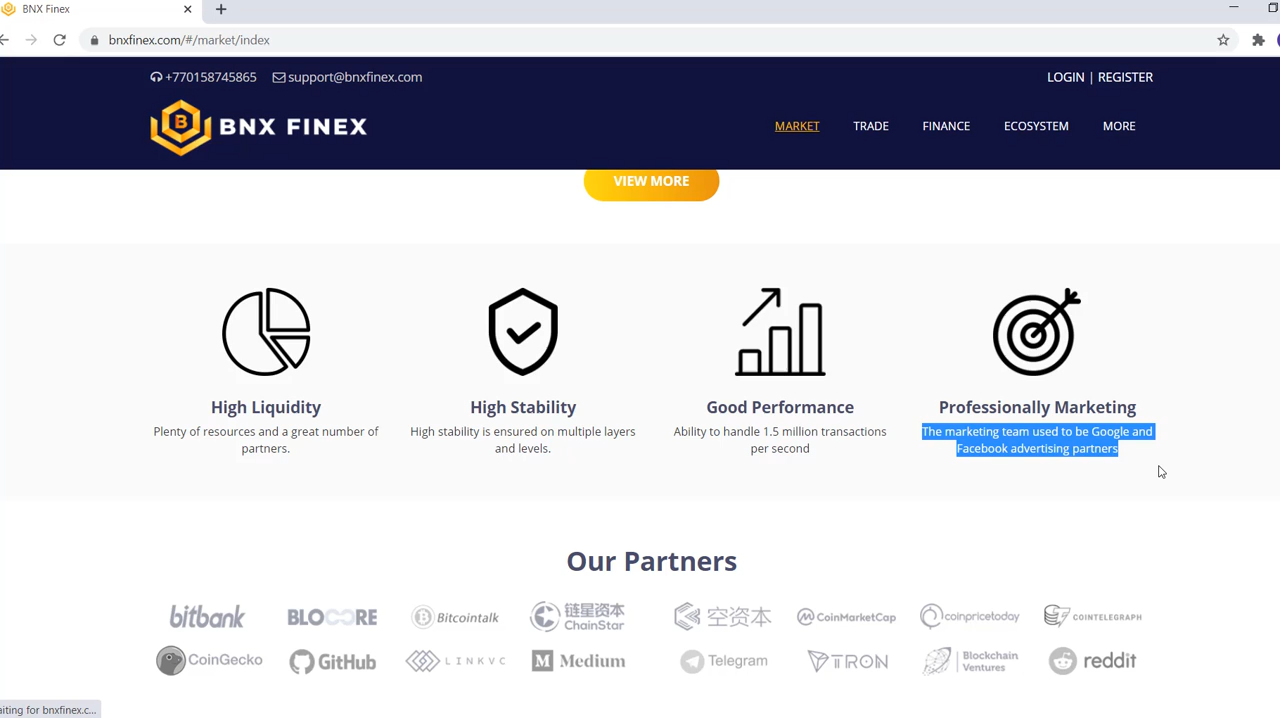 BNX Finex
bnxfinex.com/#/market/index
+770158745865 support@bnxfinex.com
LOGIN | REGISTER
BNX FINEX
MARKET TRADE FINANCE ECOSYSTEM MORE
VIEW MORE
High Liquidity
Plenty of resources and a great number of
partners.
High Stability
High stability is ensured on multiple layers
and levels.
Good Performance
Ability to handle 1.5 million transactions
per second
Professionally Marketing
The marketing team used to be Google and
Facebook advertising partners
Our Partners
bitbank BLOCORE Bitcointalk 链星资本 ChainStar 空资本 CoinMarketCap coinpricetoday COINTELEGRAPH
CoinGecko GitHub LINKVC Medium Telegram TRON Blockchain Ventures reddit
aiting for bnxfinex.c...